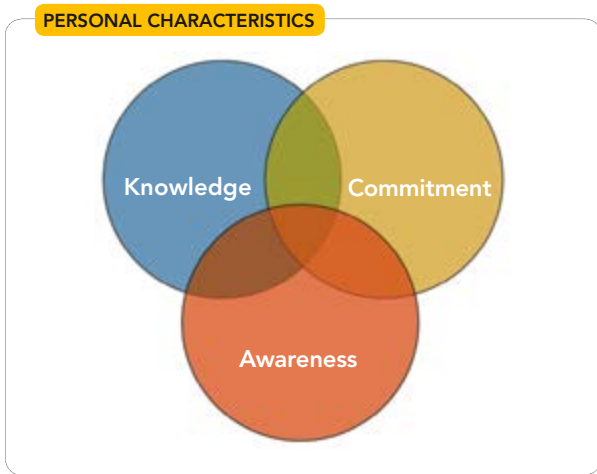 PERSONAL CHARACTERISTICS
Knowledge
Commitment
Awareness